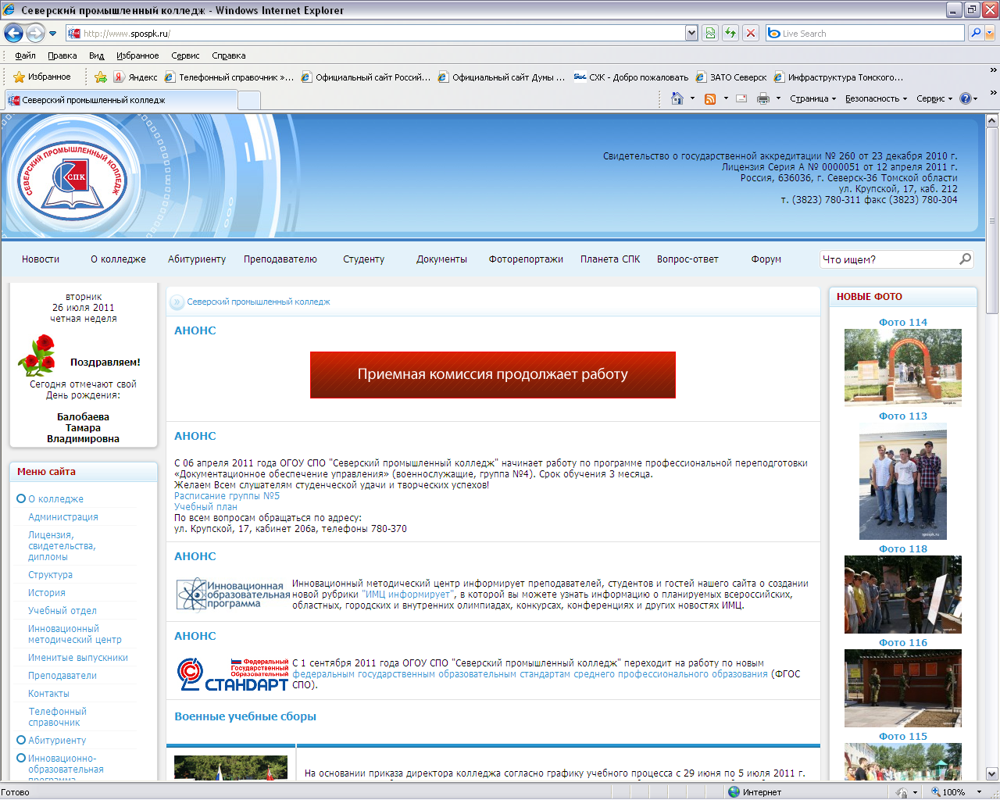 Северский промышленный колледж - Windows Internet Explorer
http://www.spospk.ru/
Live Search
Файл Правка Вид Избранное Сервис Справка
Избранное Яндекс Телефонный справочник »... Официальный сайт Россий... Официальный сайт Думы ... СХК - Добро пожаловать ЗАТО Северск Инфраструктура Томского...
Северский промышленный колледж
Страница Безопасность Сервис
СЕВЕРСКИЙ ПРОМЫШЛЕННЫЙ КОЛЛЕДЖ
СПК
Свидетельство о государственной аккредитации № 260 от 23 декабря 2010 г.
Лицензия Серия А № 0000051 от 12 апреля 2011 г.
Россия, 636036, г. Северск-36 Томской области
ул. Крупской, 17, каб. 212
т. (3823) 780-311 факс (3823) 780-304
Новости О колледже Абитуриенту Преподавателю Студенту Документы Фоторепортажи Планета СПК Вопрос-ответ Форум Что ищем?
вторник
26 июля 2011
четная неделя
Поздравляем!
Сегодня отмечают свой
День рождения:
Балобаева
Тамара
Владимировна
Меню сайта
О колледже
Администрация
Лицензия,
свидетельства,
дипломы
Структура
История
Учебный отдел
Инновационный
методический центр
Именитые выпускники
Преподаватели
Контакты
Телефонный
справочник
Абитуриенту
Инновационно-
образовательная
программа
Северский промышленный колледж
АНОНС
Приемная комиссия продолжает работу
АНОНС
С 06 апреля 2011 года ОГОУ СПО "Северский промышленный колледж" начинает работу по программе профессиональной переподготовки
«Документационное обеспечение управления» (военнослужащие, группа №4). Срок обучения 3 месяца.
Желаем Всем слушателям студенческой удачи и творческих успехов!
Расписание группы №5
Учебный план
По всем вопросам обращаться по адресу:
ул. Крупской, 17, кабинет 206а, телефоны 780-370
АНОНС
Инновационная
образовательная
программа
Инновационный методический центр информирует преподавателей, студентов и гостей нашего сайта о создании
новой рубрики "ИМЦ информирует", в которой вы можете узнать информацию о планируемых всероссийских,
областных, городских и внутренних олимпиадах, конкурсах, конференциях и других новостях ИМЦ.
АНОНС
Федеральный
Государственный
Образовательный
СТАНДАРТ
С 1 сентября 2011 года ОГОУ СПО "Северский промышленный колледж" переходит на работу по новым
федеральным государственным образовательным стандартам среднего профессионального образования (ФГОС
СПО).
Военные учебные сборы
На основании приказа директора колледжа согласно графику учебного процесса с 29 июня по 5 июля 2011 г.
НОВЫЕ ФОТО
Фото 114
spospk.ru
Фото 113
spospk.ru
Фото 118
spospk.ru
Фото 116
spospk.ru
Фото 115
Готово
Интернет
100%